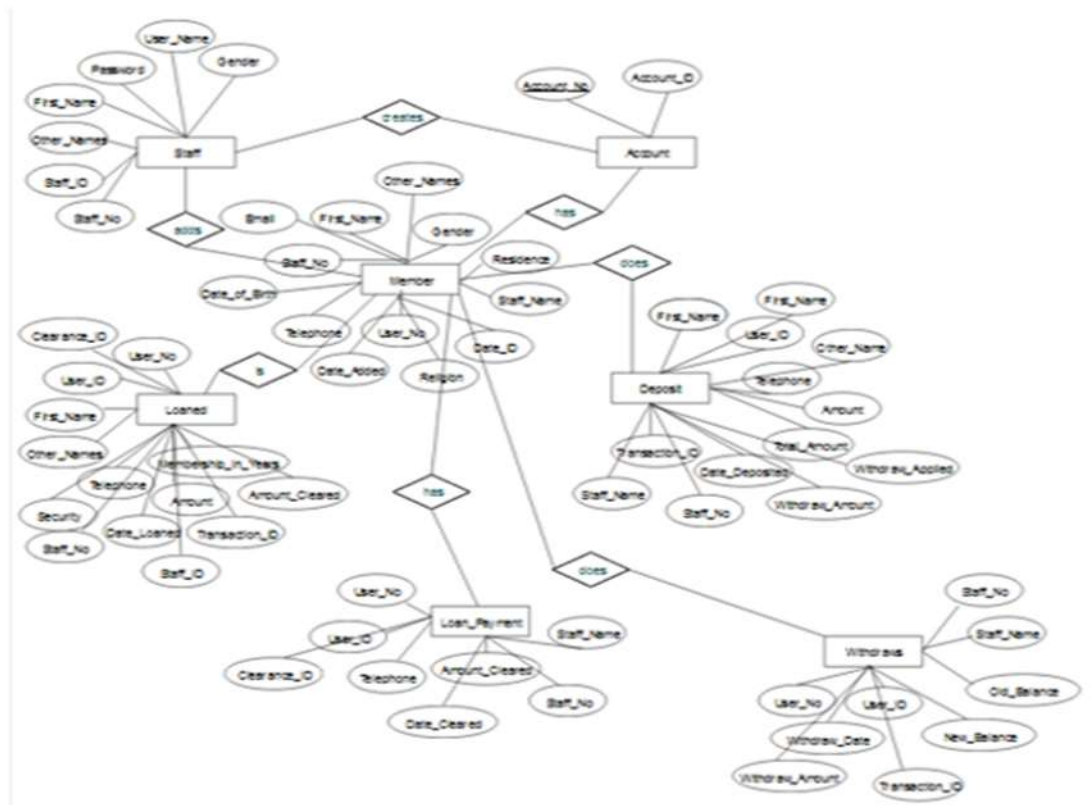 User_Name
Password
Gender
First_Name
Other_Names
Staff_ID
Staff_No
Staff
creates
Account_No
Account_ID
Account
adds
has
Other_Names
Email
First_Name
Gender
Staff_No
Residence
Member
Date_of_Birth
Staff_Name
Telephone
User_No
Date_ID
Date_Added
Religion
does
Clearance_ID
User_No
User_ID
is
Loaned
First_Name
Other_Names
Membership_In_Years
Telephone
Amount
Amount_Cleared
Security
Date_Loaned
Transaction_ID
Staff_No
Staff_ID
First_Name
First_Name
User_ID
Other_Name
Telephone
Deposit
Amount
Total_Amount
Transaction_ID
Date_Deposited
Withdraw_Applied
Staff_Name
Staff_No
Withdraw_Amount
has
does
User_No
Loan_Payment
User_ID
Staff_Name
Clearance_ID
Telephone
Amount_Cleared
Staff_No
Date_Cleared
Staff_No
Staff_Name
Withdraws
Old_Balance
User_No
User_ID
Withdraw_Date
New_Balance
Withdraw_Amount
Transaction_ID